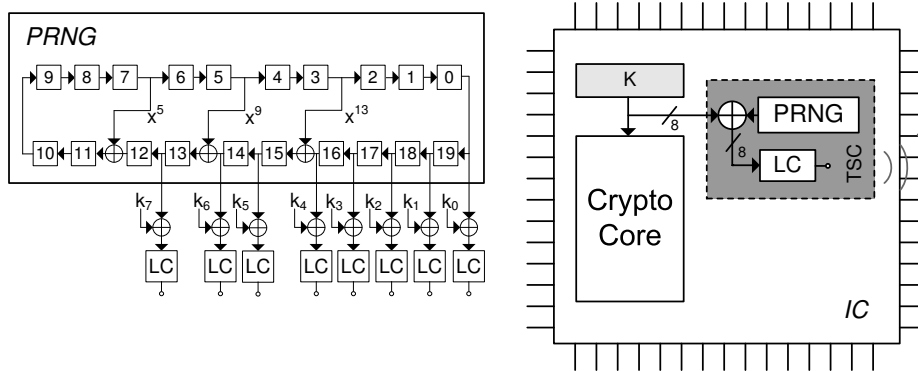 PRNG
9 8 7 6 5 4 3 2 1 0
x⁵ x⁹ x¹³
10 11 12 13 14 15 16 17 18 19
k₇ k₆ k₅ k₄ k₃ k₂ k₁ k₀
LC LC LC LC LC LC LC LC
K
8
PRNG
8
LC
TSC
Crypto
Core
IC